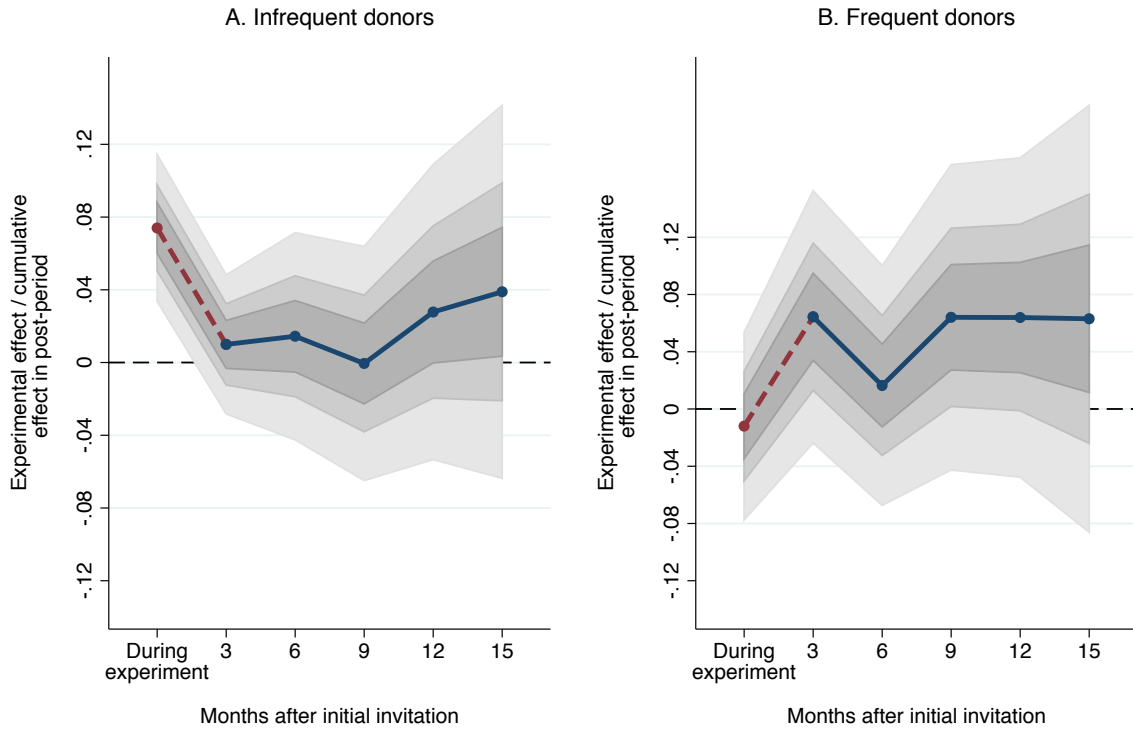 A. Infrequent donors
Experimental effect / cumulative
effect in post-period
.12
.08
.04
0
-.04
-.08
-.12
During
experiment
3
6
9
12
15
Months after initial invitation
B. Frequent donors
Experimental effect / cumulative
effect in post-period
.12
.08
.04
0
-.04
-.08
-.12
During
experiment
3
6
9
12
15
Months after initial invitation